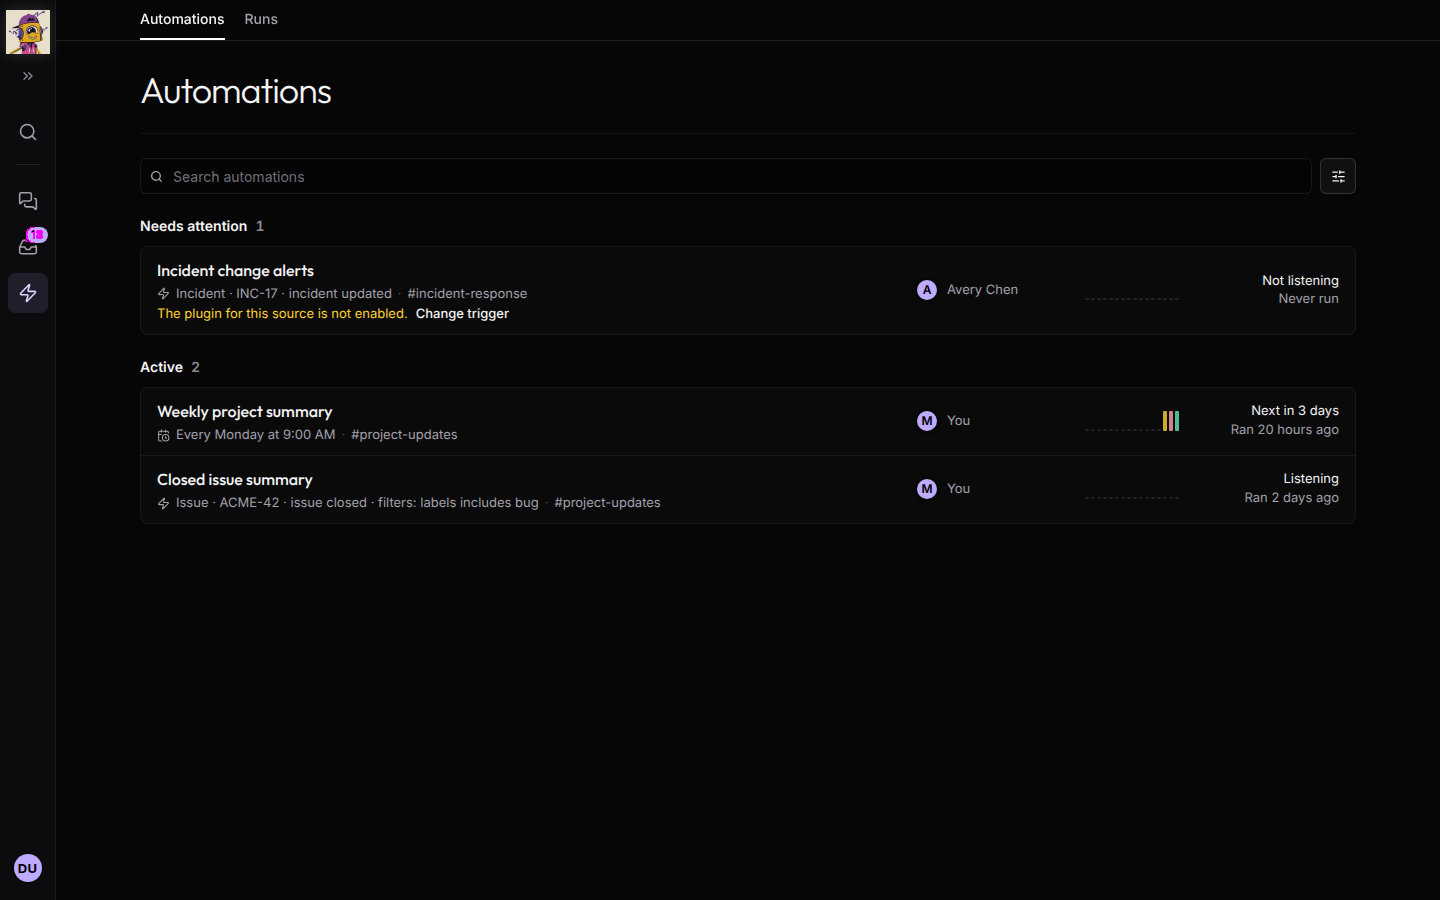 Automations Runs
Automations
Search automations
Needs attention 1
Incident change alerts
Incident · INC-17 · incident updated · #incident-response
The plugin for this source is not enabled. Change trigger
A Avery Chen
Not listening
Never run
Active 2
Weekly project summary
Every Monday at 9:00 AM · #project-updates
M You
Next in 3 days
Ran 20 hours ago
Closed issue summary
Issue · ACME-42 · issue closed · filters: labels includes bug · #project-updates
M You
Listening
Ran 2 days ago
DU